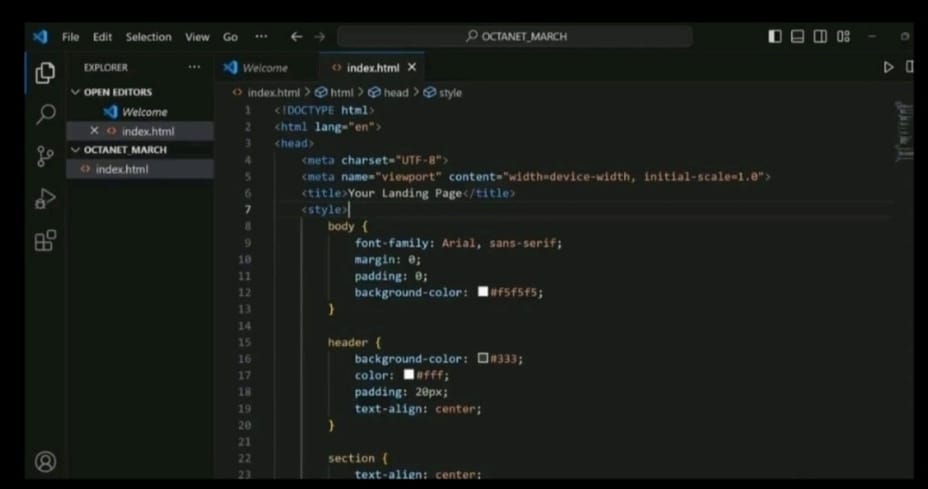 File Edit Selection View Go ··· ← → OCTANET_MARCH
EXPLORER ···
OPEN EDITORS
Welcome
index.html
OCTANET_MARCH
index.html
Welcome
index.html
index.html > html > head > style
1 <!DOCTYPE html>
2 <html lang="en">
3 <head>
4 <meta charset="UTF-8">
5 <meta name="viewport" content="width=device-width, initial-scale=1.0">
6 <title>Your Landing Page</title>
7 <style>
8 body {
9 font-family: Arial, sans-serif;
10 margin: 0;
11 padding: 0;
12 background-color: #f5f5f5;
13 }
14
15 header {
16 background-color: #333;
17 color: #fff;
18 padding: 20px;
19 text-align: center;
20 }
21
22 section {
23 text-align: center;